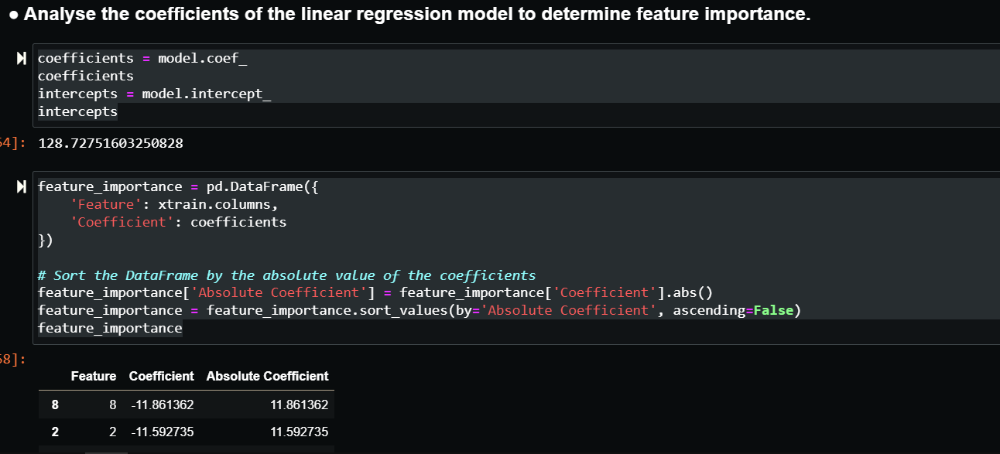 ● Analyse the coefficients of the linear regression model to determine feature importance.
coefficients = model.coef_
coefficients
intercepts = model.intercept_
intercepts
54]: 128.72751603250828
feature_importance = pd.DataFrame({
    'Feature': xtrain.columns,
    'Coefficient': coefficients
})
# Sort the DataFrame by the absolute value of the coefficients
feature_importance['Absolute Coefficient'] = feature_importance['Coefficient'].abs()
feature_importance = feature_importance.sort_values(by='Absolute Coefficient', ascending=False)
feature_importance
58]:
Feature Coefficient Absolute Coefficient
8 8 -11.861362 11.861362
2 2 -11.592735 11.592735